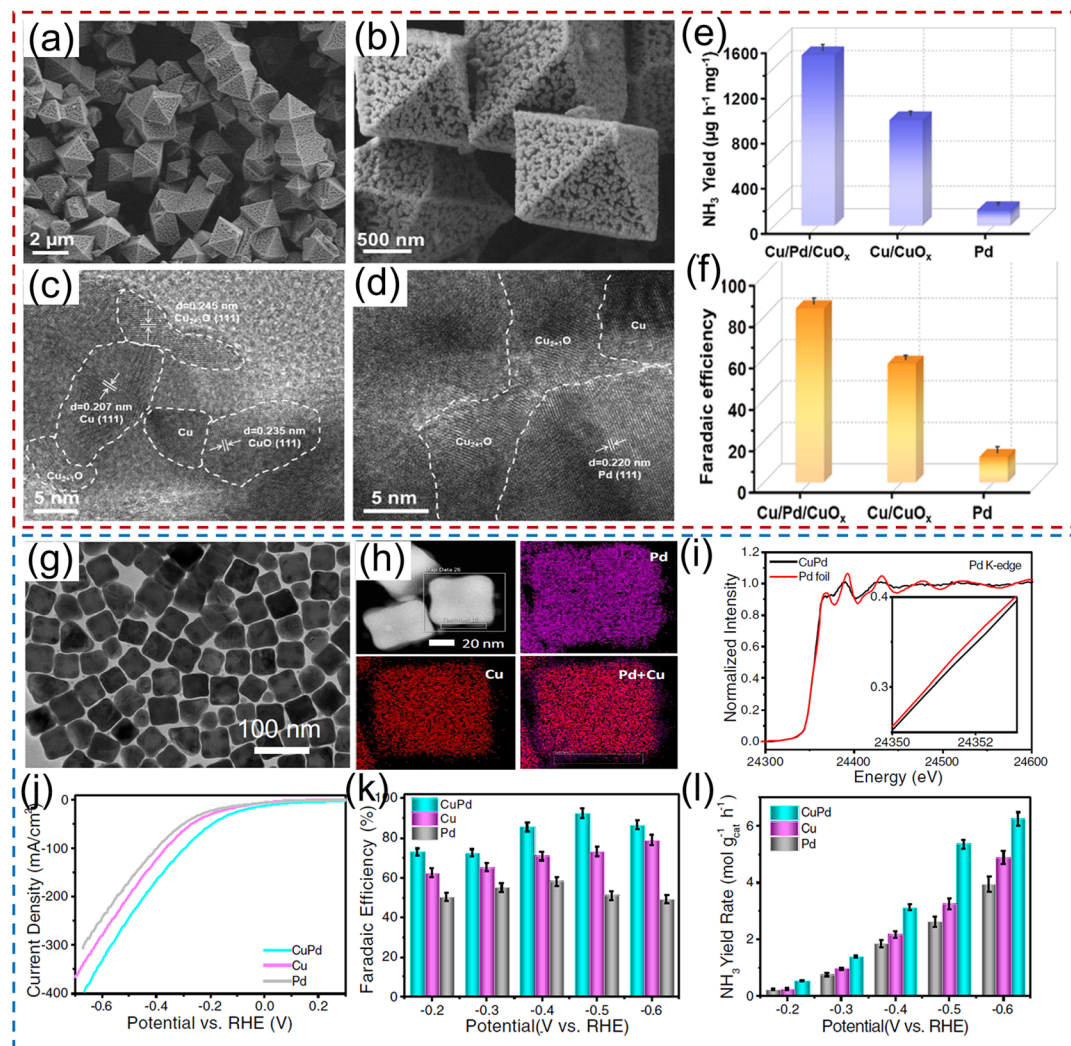 (a)
2 μm
(b)
500 nm
(c)
d=0.245 nm
Cu₂₊₁O (111)
d=0.207 nm
Cu (111)
Cu
d=0.235 nm
CuO (111)
Cu₂₊₁O
5 nm
(d)
Cu
Cu₂₊₁O
Cu₂₊₁O
d=0.220 nm
Pd (111)
5 nm
(e)
NH₃ Yield (μg h⁻¹ mg⁻¹)
1600
1200
800
400
0
Cu/Pd/CuOₓ
Cu/CuOₓ
Pd
(f)
Faradaic efficiency
100
80
60
40
20
0
Cu/Pd/CuOₓ
Cu/CuOₓ
Pd
(g)
100 nm
(h)
Map Data 26
20 nm
Pd
Cu
Pd+Cu
(i)
Normalized Intensity
1.2
1.0
0.8
0.6
0.4
0.2
0.0
CuPd
Pd foil
Pd K-edge
0.4
0.3
24350
24352
24300
24400
24500
24600
Energy (eV)
(j)
Current Density (mA/cm²)
0
-100
-200
-300
-400
CuPd
Cu
Pd
-0.6
-0.4
-0.2
0.0
0.2
Potential vs. RHE (V)
(k)
Faradaic Efficiency (%)
100
80
60
40
20
0
CuPd
Cu
Pd
-0.2
-0.3
-0.4
-0.5
-0.6
Potential(.V vs. RHE)
(l)
NH₃ Yield Rate (mol g⁻¹cat h⁻¹)
6
4
2
0
CuPd
Cu
Pd
-0.2
-0.3
-0.4
-0.5
-0.6
Potential(V vs. RHE)